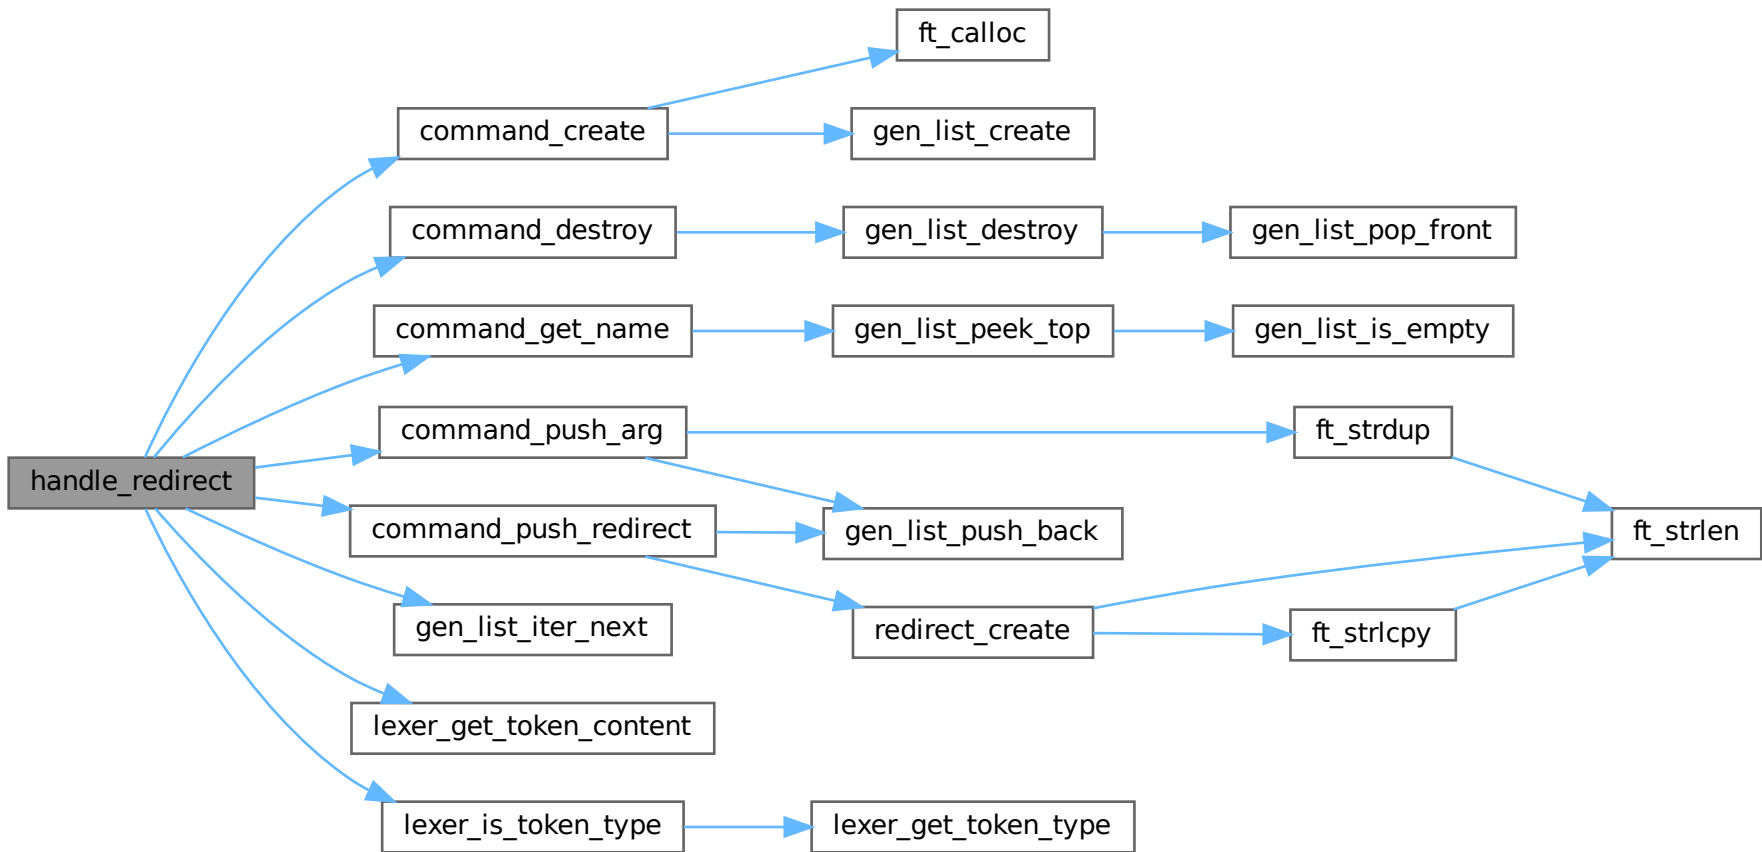 ft_calloc
command_create
gen_list_create
command_destroy
gen_list_destroy
gen_list_pop_front
command_get_name
gen_list_peek_top
gen_list_is_empty
command_push_arg
ft_strdup
handle_redirect
command_push_redirect
gen_list_push_back
ft_strlen
gen_list_iter_next
redirect_create
ft_strlcpy
lexer_get_token_content
lexer_is_token_type
lexer_get_token_type